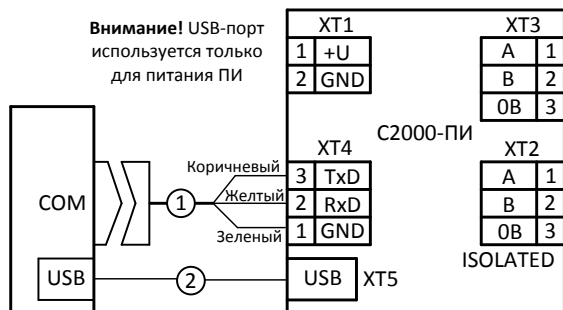 Внимание! USB-порт
используется только
для питания ПИ
XT1
1 +U
2 GND
XT3
A 1
B 2
0B 3
С2000-ПИ
COM
1
Коричневый
Желтый
Зеленый
XT4
3 TxD
2 RxD
1 GND
XT2
A 1
B 2
0B 3
ISOLATED
USB
2
USB
XT5